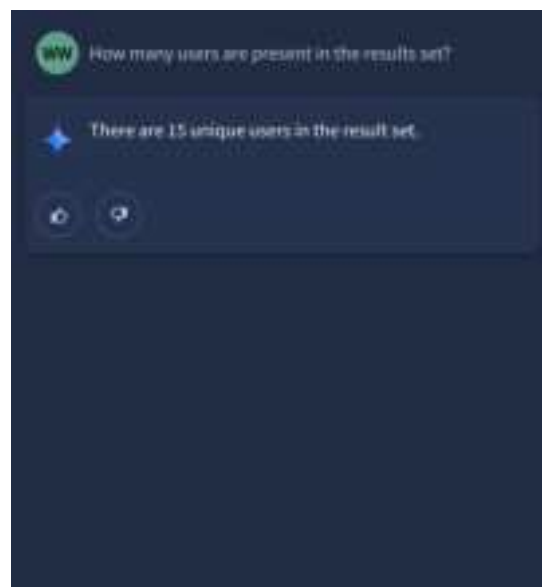 WW
How many users are present in the results set?
There are 15 unique users in the result set.